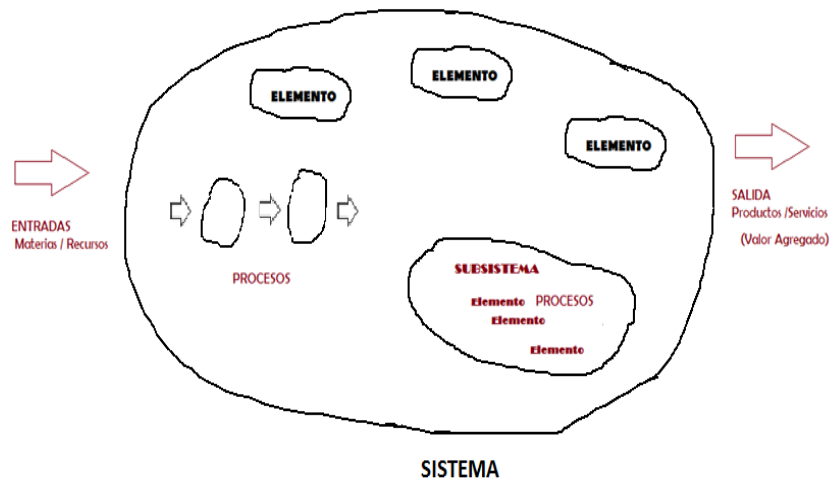 ELEMENTO
ELEMENTO
ELEMENTO
ENTRADAS
Materias / Recursos
PROCESOS
SALIDA
Productos /Servicios
(Valor Agregado)
SUBSISTEMA
Elemento PROCESOS
Elemento
Elemento
SISTEMA